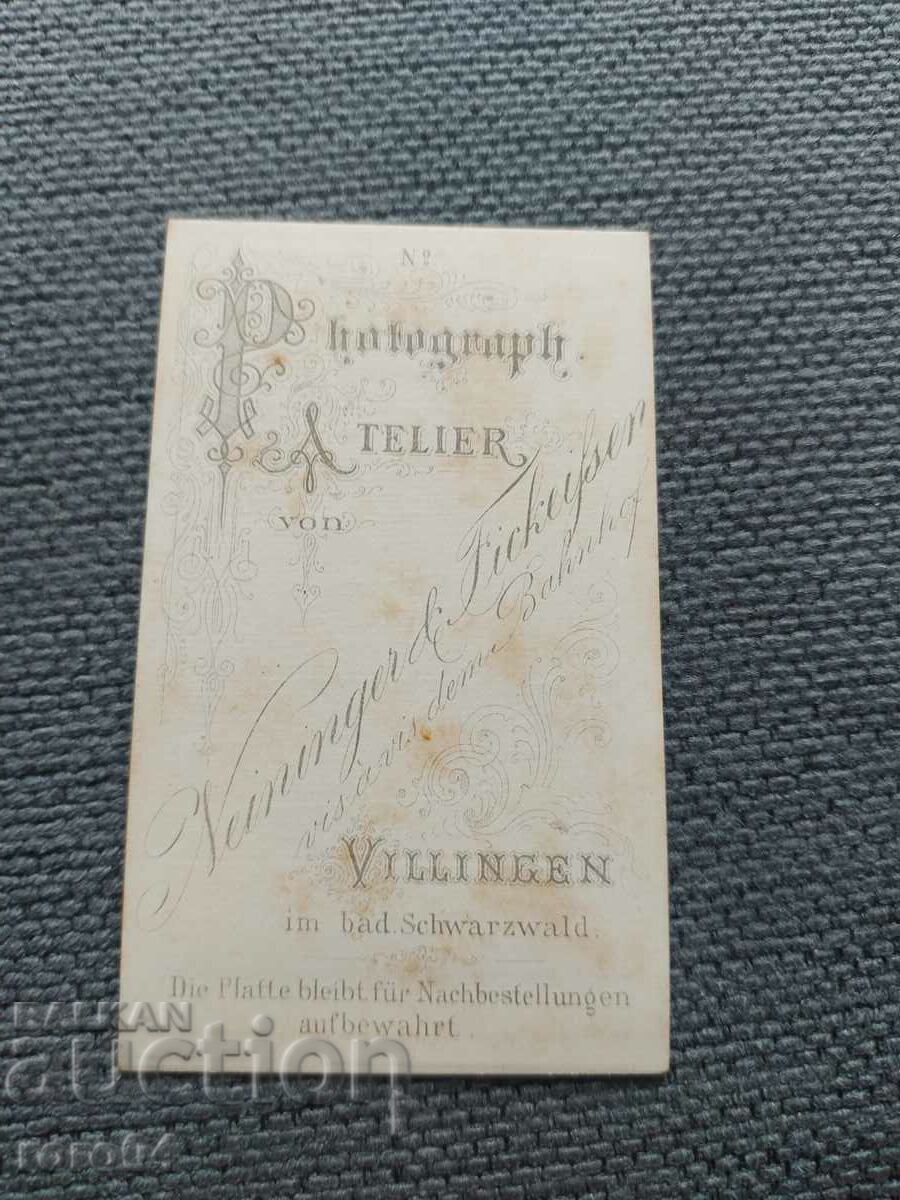 Nº
Photograph.
ATELIER
von
Neininger & Fickeißen
vis à vis dem Bahnhof
VILLINGEN
im bad. Schwarzwald.
Die Platte bleibt für Nachbestellungen
aufbewahrt.
BALKAN
auction
roro04